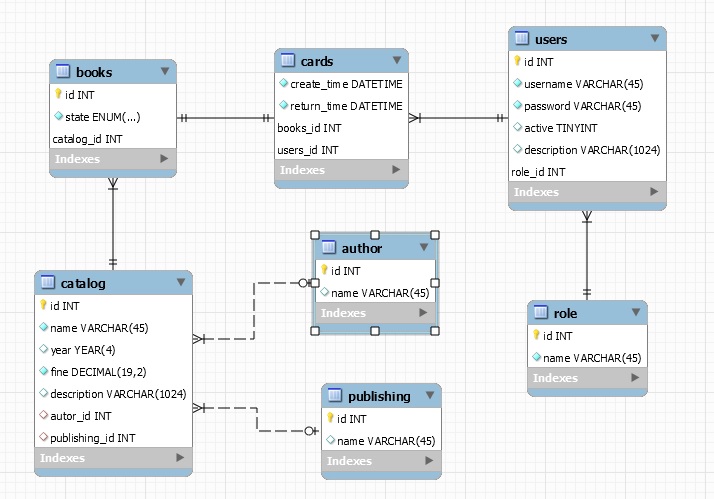 books
id INT
state ENUM(...)
catalog_id INT
Indexes
cards
create_time DATETIME
return_time DATETIME
books_id INT
users_id INT
Indexes
users
id INT
username VARCHAR(45)
password VARCHAR(45)
active TINYINT
description VARCHAR(1024)
role_id INT
Indexes
catalog
id INT
name VARCHAR(45)
year YEAR(4)
fine DECIMAL(19,2)
description VARCHAR(1024)
autor_id INT
publishing_id INT
Indexes
author
id INT
name VARCHAR(45)
Indexes
role
id INT
name VARCHAR(45)
Indexes
publishing
id INT
name VARCHAR(45)
Indexes